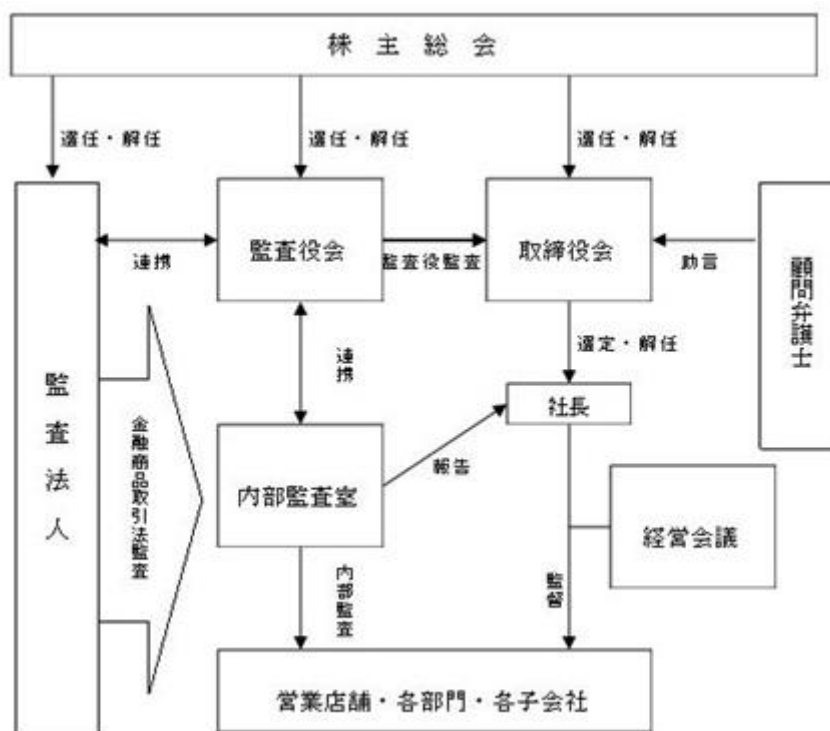 株主総会
選任・解任
選任・解任
選任・解任
監査役会
取締役会
顧問弁護士
連携
監査役監査
助言
選定・解任
連携
社長
監査法人
金融商品取引法監査
内部監査室
報告
経営会議
内部監査
監督
営業店舗・各部門・各子会社